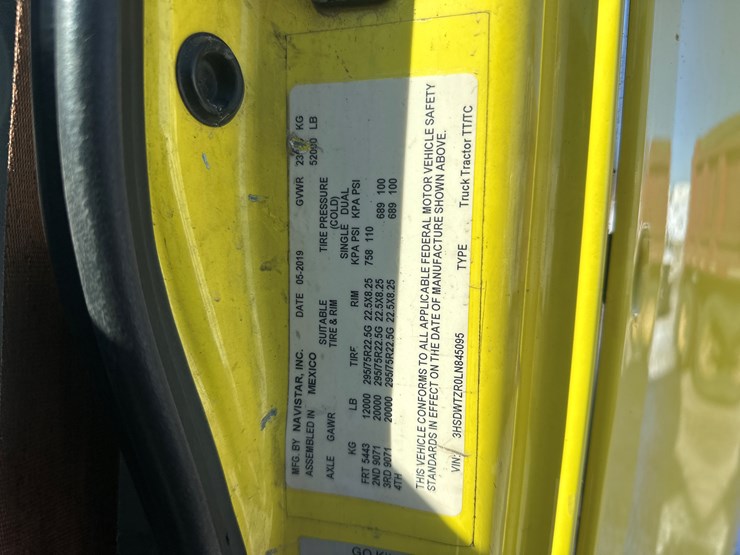 MFG. BY NAVISTAR, INC. DATE 05-2019 GVWR KG
ASSEMBLED IN MEXICO 52000 LB
AXLE GAWR SUITABLE TIRE & RIM TIRE PRESSURE (COLD)
SINGLE DUAL
KG LB TIRE RIM KPA PSI KPA PSI
FRT 5443 12000 295/75R22.5G 22.5X8.25 758 110
2ND 9071 20000 295/75R22.5G 22.5X8.25 689 100
3RD 9071 20000 295/75R22.5G 22.5X8.25 689 100
4TH
THIS VEHICLE CONFORMS TO ALL APPLICABLE FEDERAL MOTOR VEHICLE SAFETY
STANDARDS IN EFFECT ON THE DATE OF MANUFACTURE SHOWN ABOVE.
VIN: 3HSDWTZR0LN845095 TYPE Truck Tractor TT/TC